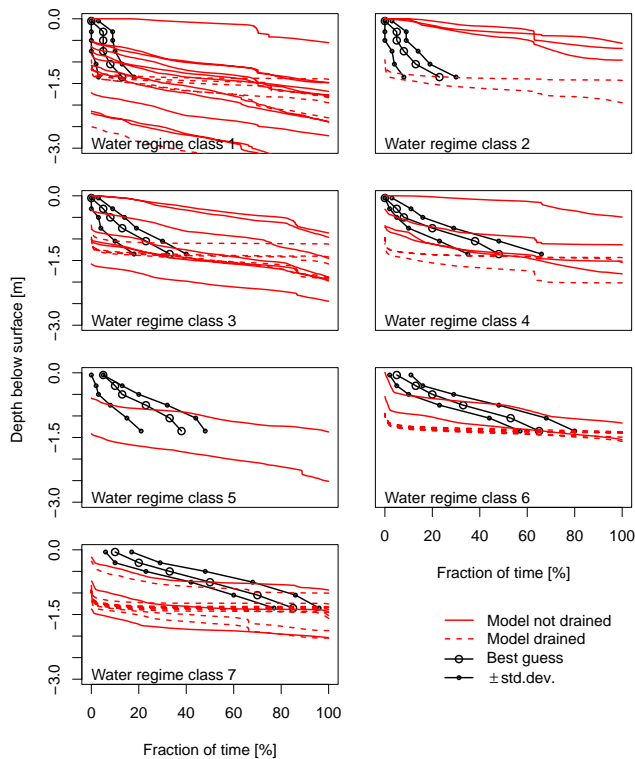 0.0
−1.5
−3.0
Water regime class 1
Water regime class 2
0.0
−1.5
−3.0
Water regime class 3
Water regime class 4
Depth below surface [m]
0.0
−1.5
−3.0
Water regime class 5
Water regime class 6
0 20 40 60 80 100
Fraction of time [%]
0.0
−1.5
−3.0
Water regime class 7
0 20 40 60 80 100
Fraction of time [%]
Model not drained
Model drained
Best guess
±std.dev.